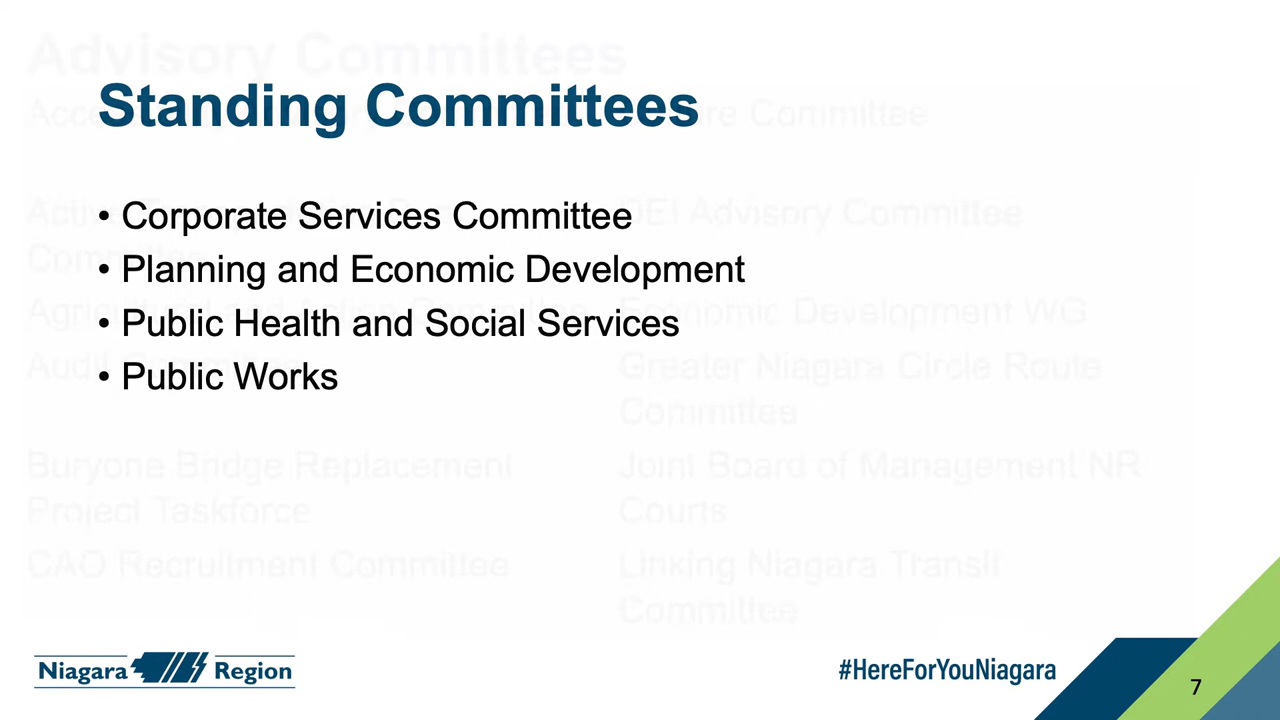 Advisory Committees
Standing Committees
Committee
• Corporate Services Committee
DEI Advisory Committee
• Planning and Economic Development
Economic Development WG
• Public Health and Social Services
Greater Niagara Circle Route
Committee
• Public Works
Buryone Bridge Replacement
Project Taskforce
Joint Board of Management NR
Courts
CAO Recruitment Committee
Linking Niagara Transit
Committee
Niagara Region
#HereForYouNiagara
7